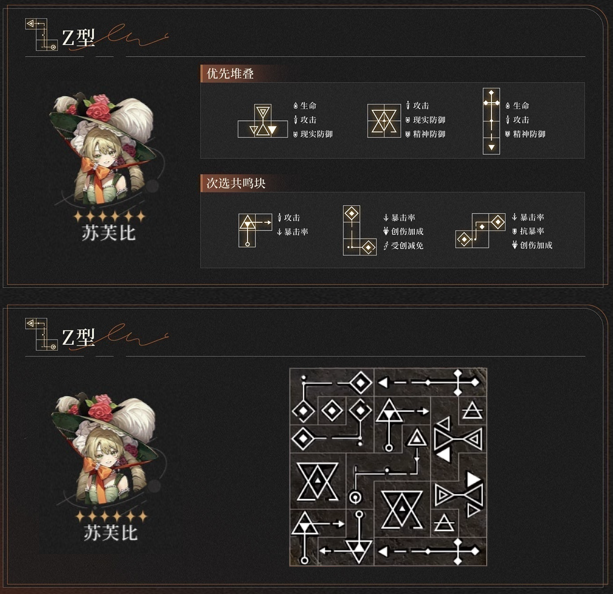 Z型
优先堆叠
生命
攻击
现实防御
攻击
现实防御
精神防御
生命
攻击
精神防御
苏芙比
次选共鸣块
攻击
暴击率
暴击率
创伤加成
受创减免
暴击率
抗暴率
创伤加成
Z型
苏芙比